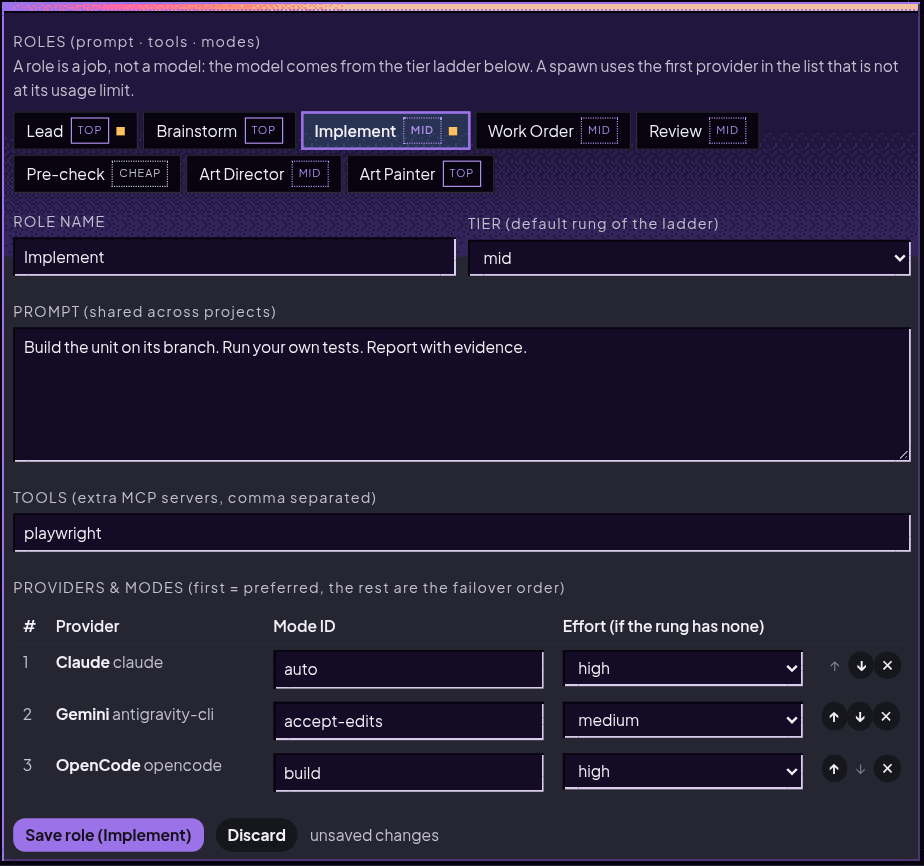 ROLES (prompt · tools · modes)
A role is a job, not a model: the model comes from the tier ladder below. A spawn uses the first provider in the list that is not
at its usage limit.
Lead TOP Brainstorm TOP Implement MID Work Order MID Review MID
Pre-check CHEAP Art Director MID Art Painter TOP
ROLE NAME TIER (default rung of the ladder)
Implement mid
PROMPT (shared across projects)
Build the unit on its branch. Run your own tests. Report with evidence.
TOOLS (extra MCP servers, comma separated)
playwright
PROVIDERS & MODES (first = preferred, the rest are the failover order)
# Provider Mode ID Effort (if the rung has none)
1 Claude claude auto high ↑ ↓ ✕
2 Gemini antigravity-cli accept-edits medium ↑ ↓ ✕
3 OpenCode opencode build high ↑ ↓ ✕
Save role (Implement) Discard unsaved changes